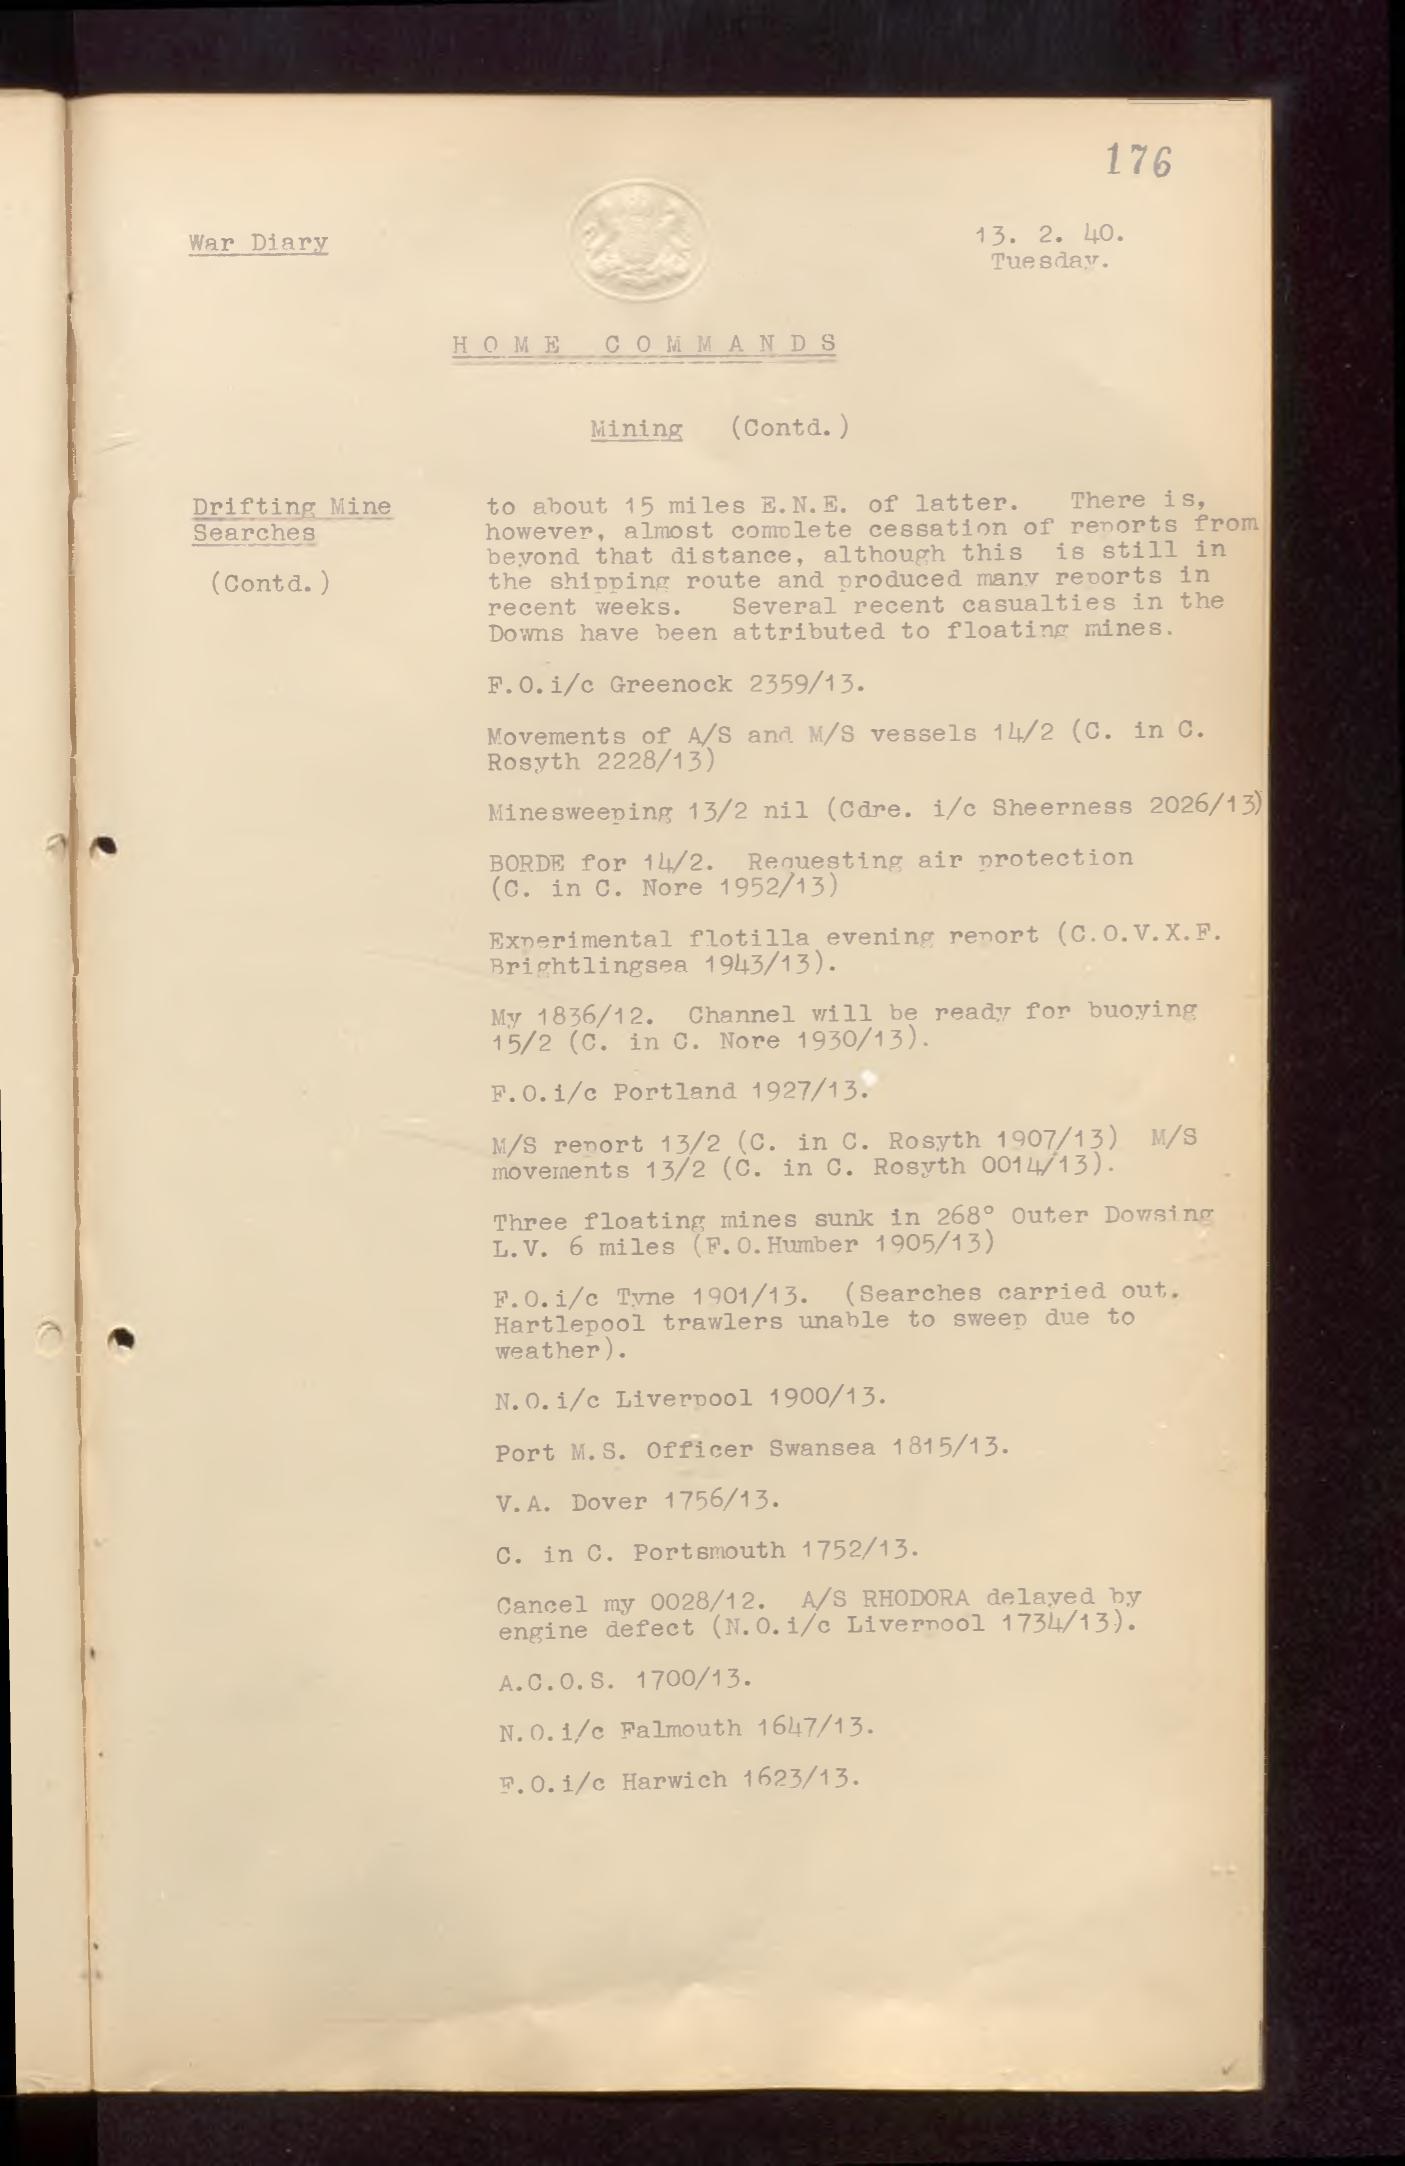 176
War Diary
13. 2. 40.
Tuesday.
HOME COMMANDS
Mining (Contd.)
Drifting Mine
Searches
(Contd.)
to about 15 miles E.N.E. of latter. There is,
however, almost complete cessation of reports from
beyond that distance, although this is still in
the shipping route and produced many reports in
recent weeks. Several recent casualties in the
Downs have been attributed to floating mines.
F.O.i/c Greenock 2359/13.
Movements of A/S and M/S vessels 14/2 (C. in C.
Rosyth 2228/13)
Minesweeping 13/2 nil (Cdre. i/c Sheerness 2026/13)
BORDE for 14/2. Requesting air protection
(C. in C. Nore 1952/13)
Experimental flotilla evening report (C.O.V.X.F.
Brightlingsea 1943/13).
My 1836/12. Channel will be ready for buoying
15/2 (C. in C. Nore 1930/13).
F.O.i/c Portland 1927/13.
M/S report 13/2 (C. in C. Rosyth 1907/13) M/S
movements 13/2 (C. in C. Rosyth 0014/13).
Three floating mines sunk in 268° Outer Dowsing
L.V. 6 miles (F.O.Humber 1905/13)
F.O.i/c Tyne 1901/13. (Searches carried out.
Hartlepool trawlers unable to sweep due to
weather).
N.O.i/c Liverpool 1900/13.
Port M.S. Officer Swansea 1815/13.
V.A. Dover 1756/13.
C. in C. Portsmouth 1752/13.
Cancel my 0028/12. A/S RHODORA delayed by
engine defect (N.O.i/c Liverpool 1734/13).
A.C.O.S. 1700/13.
N.O.i/c Falmouth 1647/13.
F.O.i/c Harwich 1623/13.